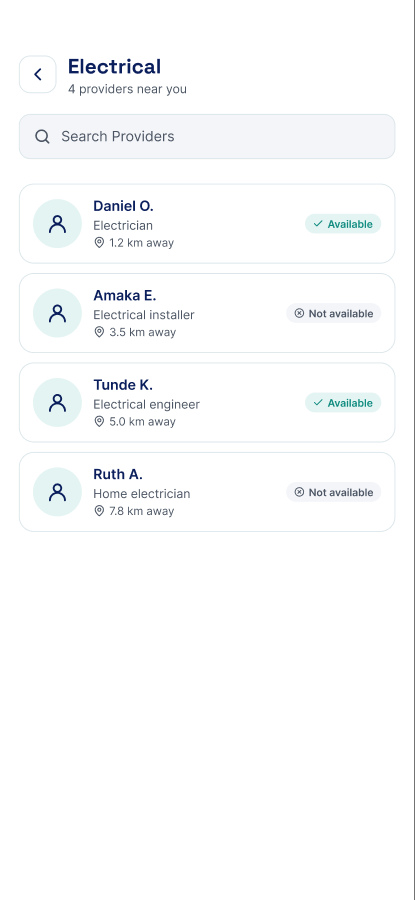 Electrical
4 providers near you
Search Providers
Daniel O.
Electrician
1.2 km away
Available
Amaka E.
Electrical installer
3.5 km away
Not available
Tunde K.
Electrical engineer
5.0 km away
Available
Ruth A.
Home electrician
7.8 km away
Not available